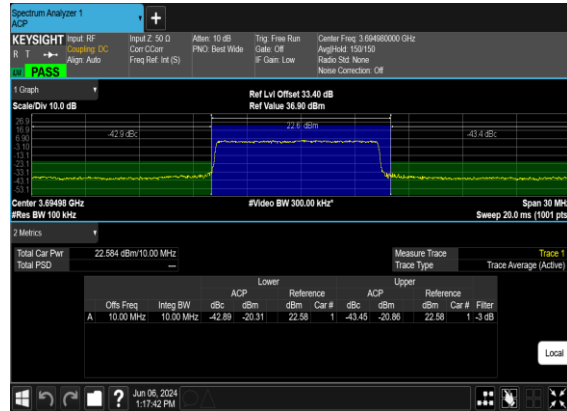 Spectrum Analyzer 1
ACP
KEYSIGHT
R T
LW PASS
Input: RF
Coupling: DC
Align: Auto
Input Z: 50 Ω
Corr CCorr
Freq Ref: Int (S)
Atten: 10 dB
PNO: Best Wide
Trig: Free Run
Gate: Off
IF Gain: Low
Center Freq: 3.694980000 GHz
Avg|Hold: 150/150
Radio Std: None
Noise Correction: Off
1 Graph
Scale/Div 10.0 dB
Ref Lvl Offset 33.40 dB
Ref Value 36.90 dBm
26.9
16.9
6.90
-3.10
-13.1
-23.1
-33.1
-43.1
-53.1
-42.9 dBc
22.6 dBm
-43.4 dBc
Center 3.69498 GHz
#Res BW 100 kHz
#Video BW 300.00 kHz*
Span 30 MHz
Sweep 20.0 ms (1001 pts)
2 Metrics
Total Car Pwr 22.584 dBm/10.00 MHz
Total PSD ---
Measure Trace Trace 1
Trace Type Trace Average (Active)
Lower Upper
ACP Reference ACP Reference
Offs Freq Integ BW dBc dBm dBm Car # dBc dBm dBm Car # Filter
A 10.00 MHz 10.00 MHz -42.89 -20.31 22.58 1 -43.45 -20.86 22.58 1 -3 dB
Local
Jun 06, 2024
1:17:42 PM